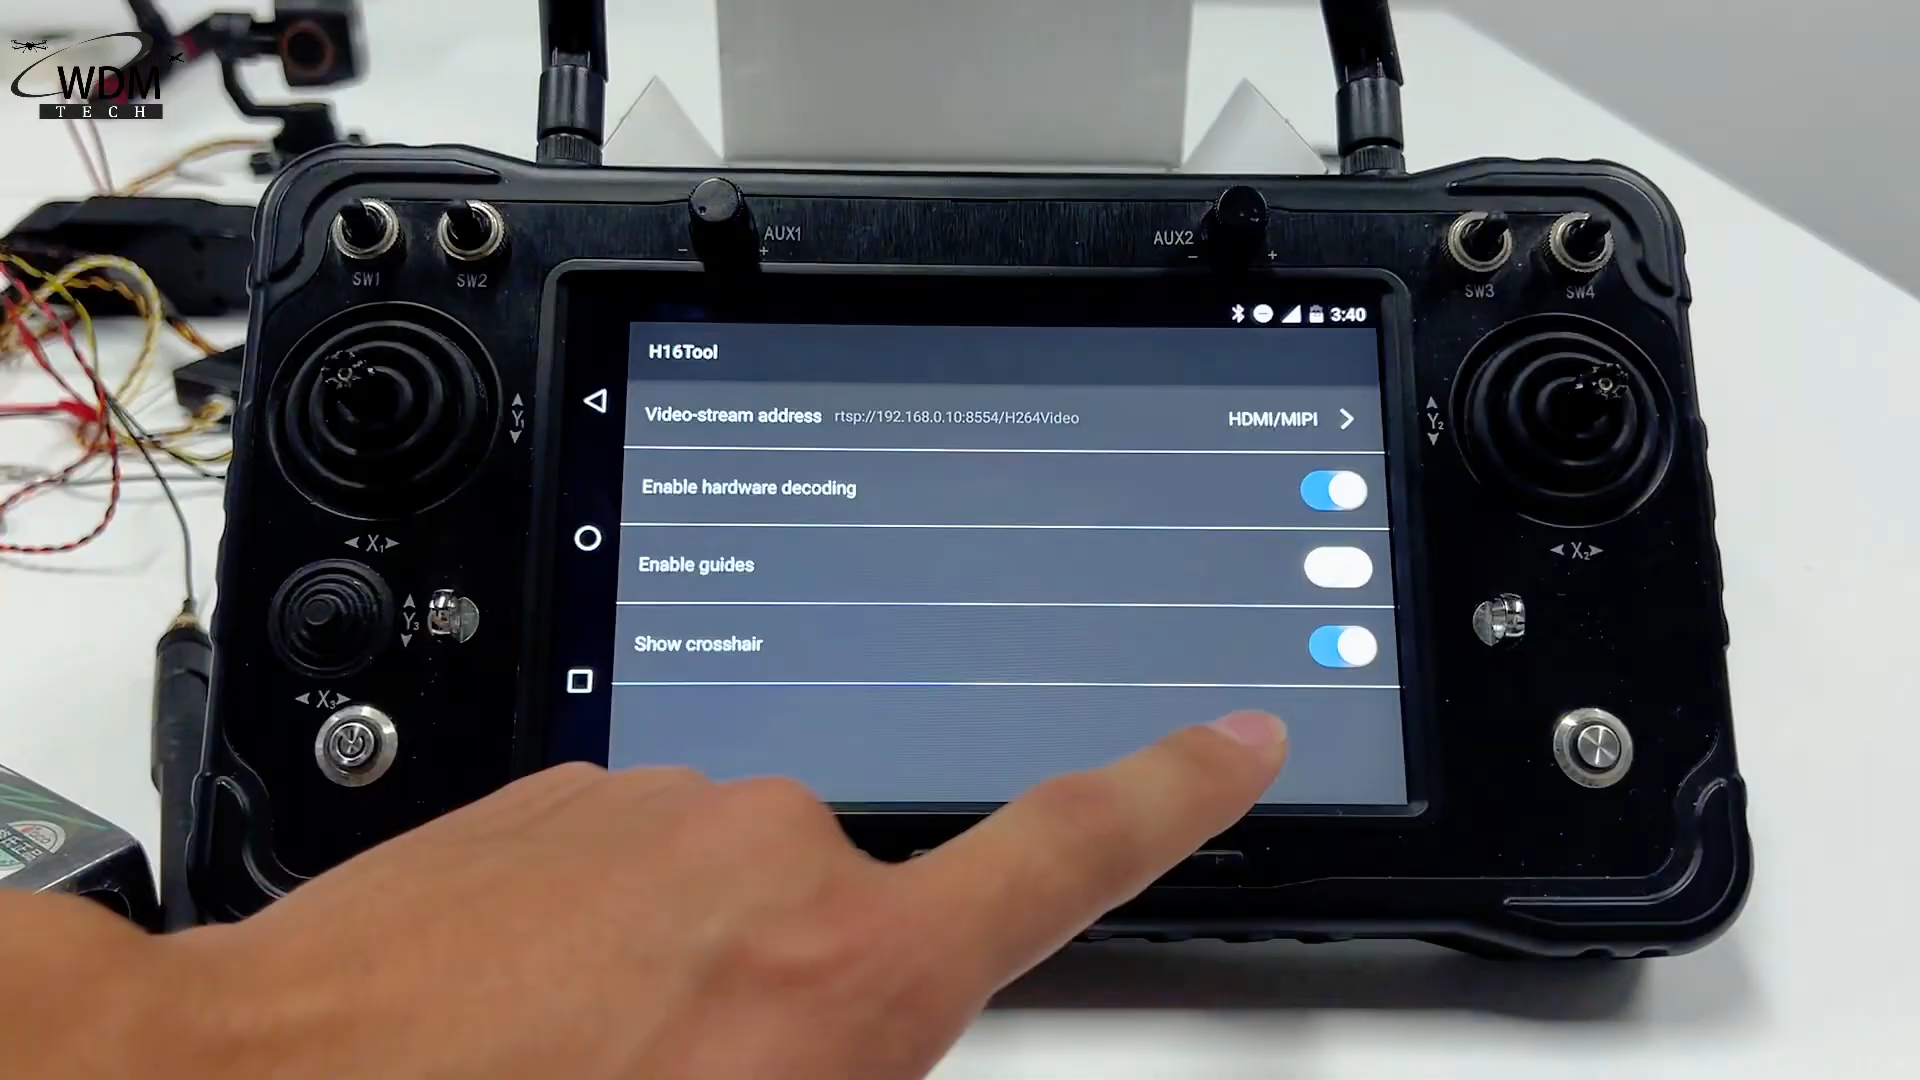 WDM
TECH
AUX1
- +
AUX2
- +
SW1
SW2
SW3
SW4
3:40
H16Tool
Video-stream address rtsp://192.168.0.10:8554/H264Video HDMI/MIPI
Enable hardware decoding
Enable guides
Show crosshair
Y1
X1
Y3
X3
Y2
X2